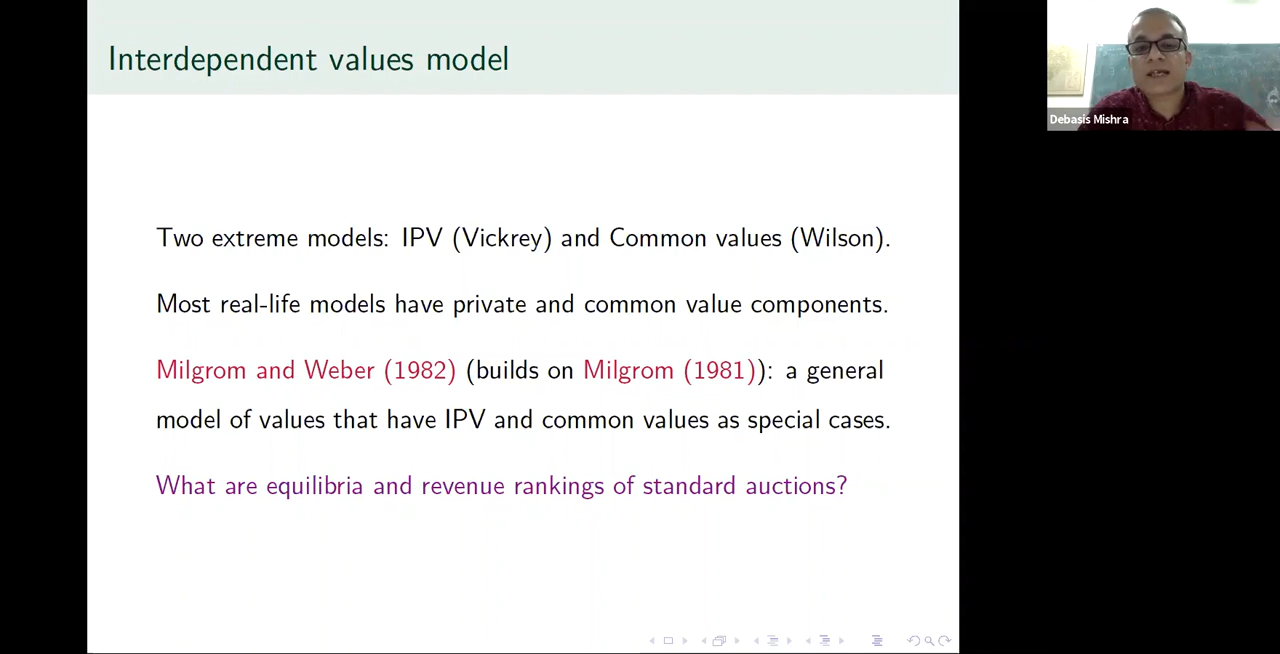 Interdependent values model
Debasis Mishra
Two extreme models: IPV (Vickrey) and Common values (Wilson).
Most real-life models have private and common value components.
Milgrom and Weber (1982) (builds on Milgrom (1981)): a general
model of values that have IPV and common values as special cases.
What are equilibria and revenue rankings of standard auctions?